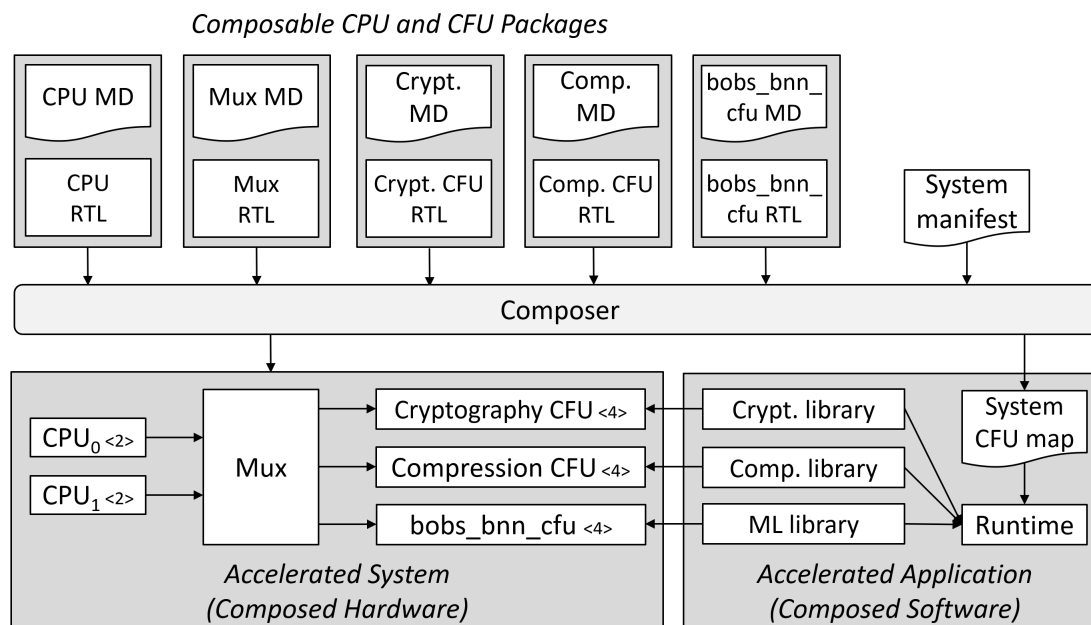 Composable CPU and CFU Packages
CPU MD
Mux MD
Crypt.
MD
Comp.
MD
bobs_bnn_
cfu MD
CPU
RTL
Mux
RTL
Crypt. CFU
RTL
Comp. CFU
RTL
bobs_bnn_
cfu RTL
System
manifest
Composer
CPU0 <2>
CPU1 <2>
Mux
Cryptography CFU <4>
Compression CFU <4>
bobs_bnn_cfu <4>
Accelerated System
(Composed Hardware)
Crypt. library
Comp. library
ML library
System
CFU map
Runtime
Accelerated Application
(Composed Software)